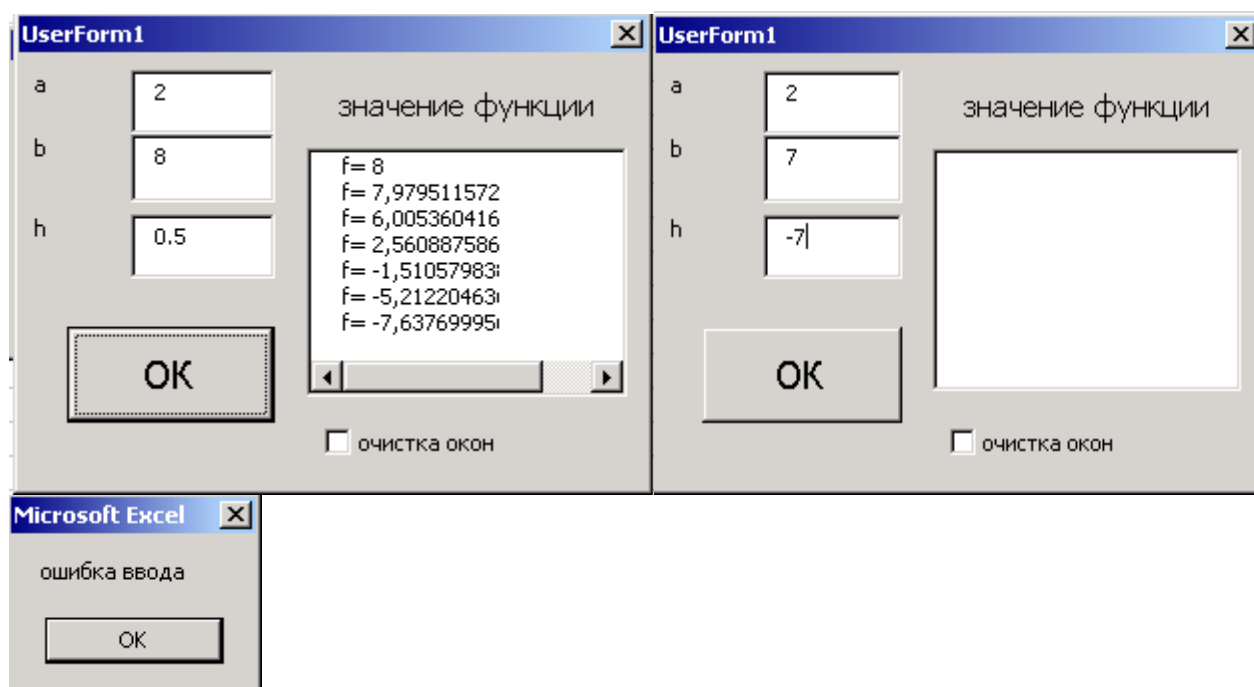 UserForm1
a 2
b 8
h 0.5
OK
значение функции
f= 8
f= 7,979511572
f= 6,005360416
f= 2,560887586
f= -1,51057983
f= -5,21220463
f= -7,63769995
очистка окон
UserForm1
a 2
b 7
h -7
OK
значение функции
очистка окон
Microsoft Excel
ошибка ввода
OK